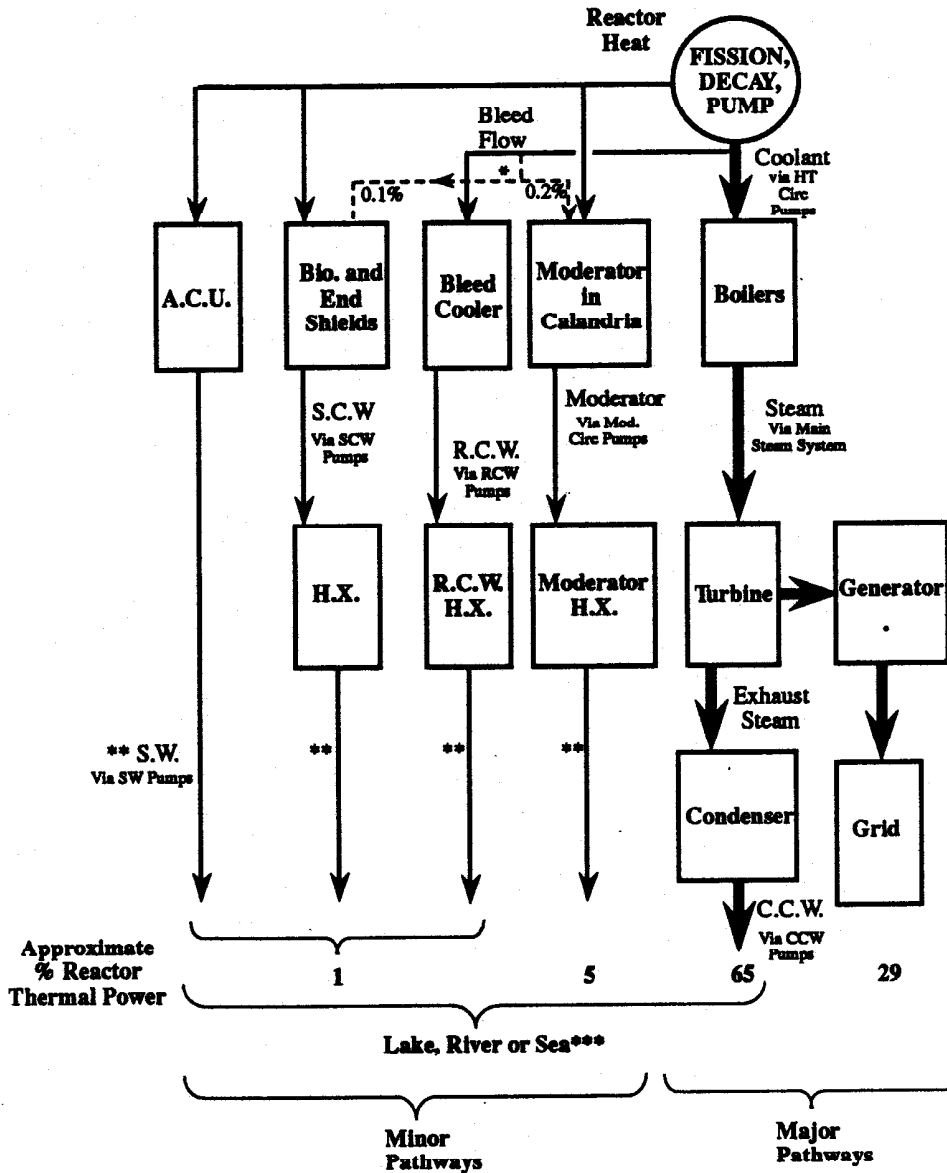 Reactor
Heat
FISSION,
DECAY,
PUMP
Bleed
Flow
*
0.1%
0.2%
Coolant
via HT
Circ
Pumps
A.C.U.
Bio. and
End
Shields
Bleed
Cooler
Moderator
in
Calandria
Boilers
S.C.W
Via SCW
Pumps
R.C.W.
Via RCW
Pumps
Moderator
Via Mod.
Circ Pumps
Steam
Via Main
Steam System
H.X.
R.C.W.
H.X.
Moderator
H.X.
Turbine
Generator
Exhaust
Steam
** S.W.
Via SW Pumps
**
**
**
Condenser
Grid
C.C.W.
Via CCW
Pumps
Approximate
% Reactor
Thermal Power
1
5
65
29
Lake, River or Sea***
Minor
Pathways
Major
Pathways